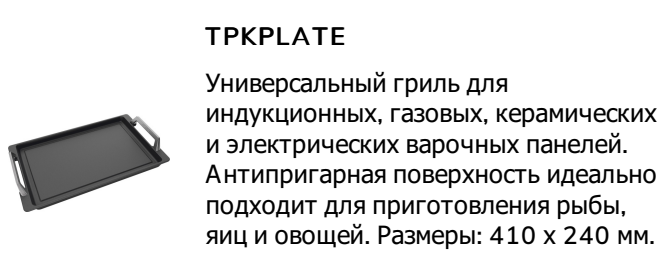 TPKPLATE
Универсальный гриль для
индукционных, газовых, керамических
и электрических варочных панелей.
Антипригарная поверхность идеально
подходит для приготовления рыбы,
яиц и овощей. Размеры: 410 x 240 мм.